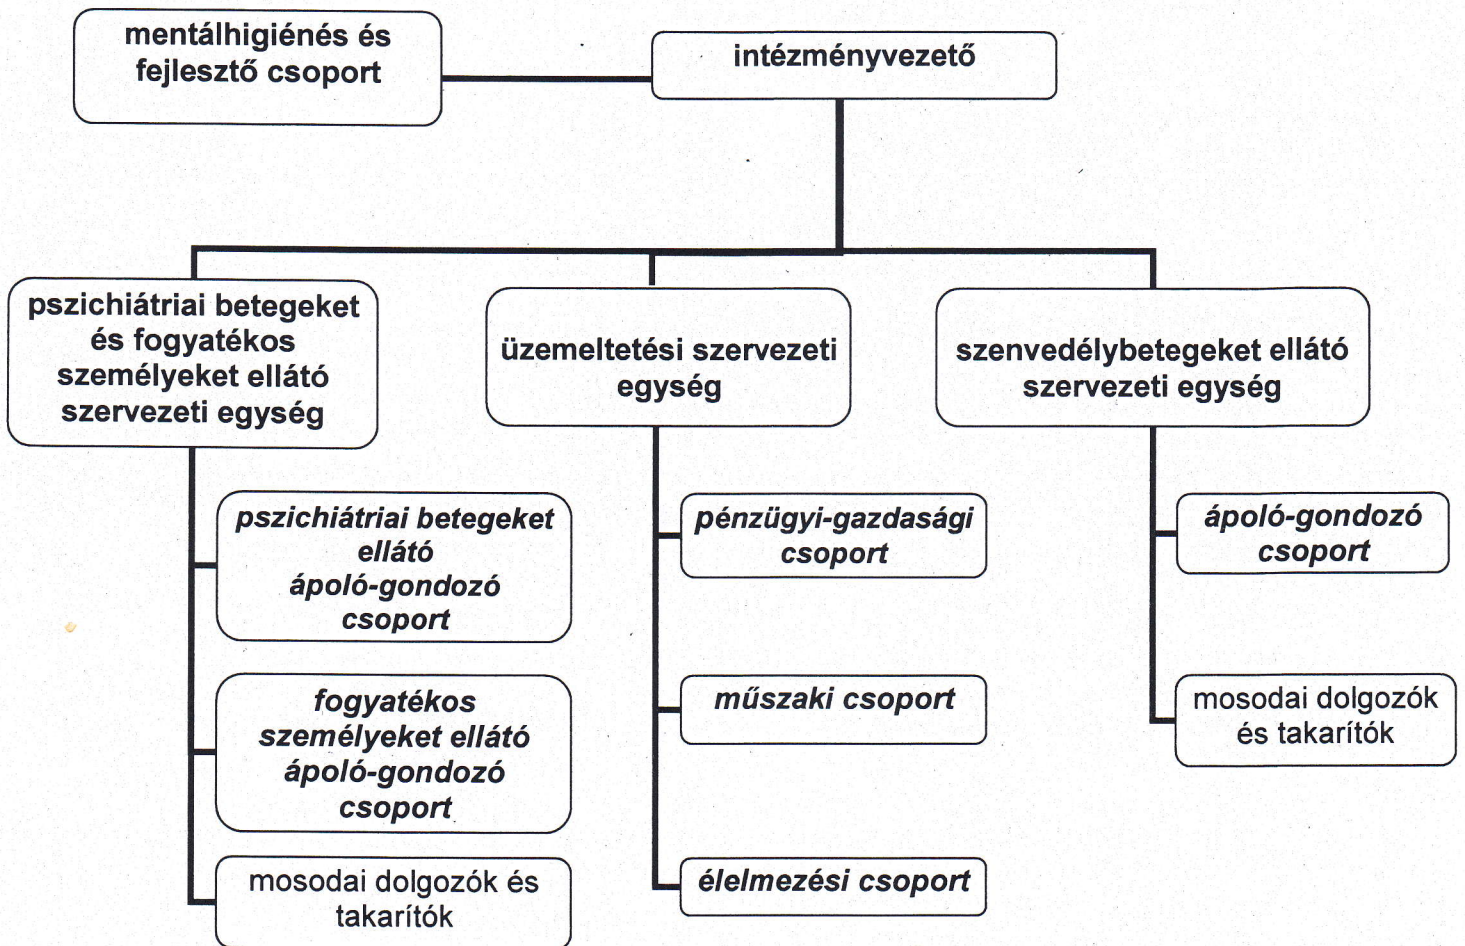 mentálhigiénés és
fejlesztő csoport
intézményvezető
pszichiátriai betegeket
és fogyatékos
személyeket ellátó
szervezeti egység
üzemeltetési szervezeti
egység
szenvedélybetegeket ellátó
szervezeti egység
pszichiátriai betegeket
ellátó
ápoló-gondozó
csoport
fogyatékos
személyeket ellátó
ápoló-gondozó
csoport
mosodai dolgozók és
takarítók
pénzügyi-gazdasági
csoport
műszaki csoport
élelmezési csoport
ápoló-gondozó
csoport
mosodai dolgozók
és takarítók